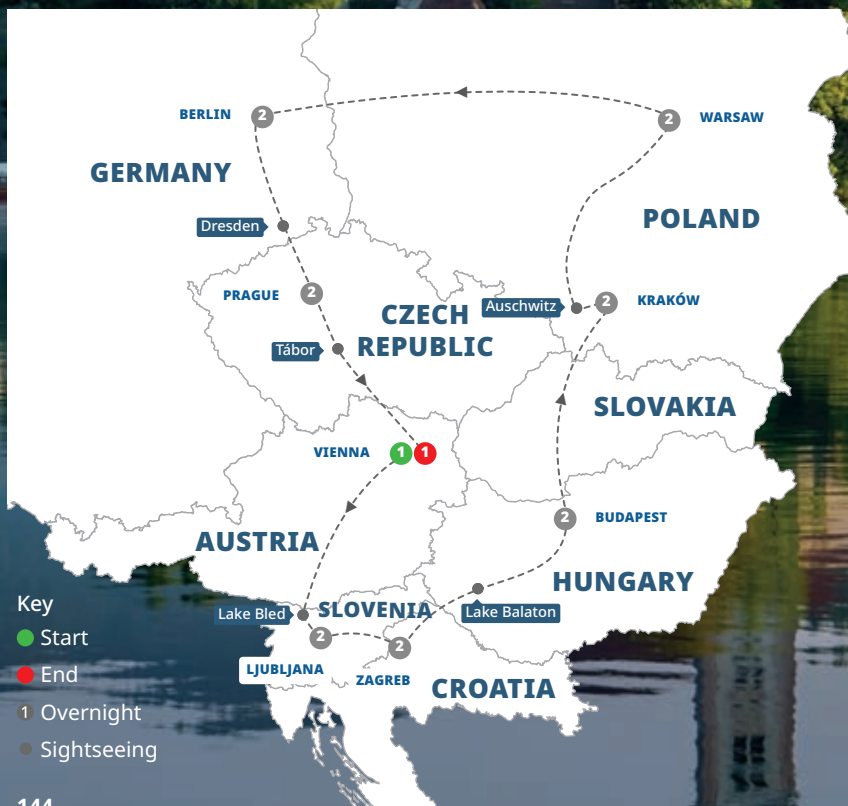 BERLIN
2
2
WARSAW
GERMANY
POLAND
Dresden
PRAGUE
2
CZECH
REPUBLIC
Auschwitz
2
KRAKÓW
Tábor
SLOVAKIA
VIENNA
1
1
AUSTRIA
2
BUDAPEST
HUNGARY
Lake Bled
SLOVENIA
Lake Balaton
2
2
LJUBLJANA
ZAGREB
CROATIA
Key
Start
End
1 Overnight
Sightseeing
144